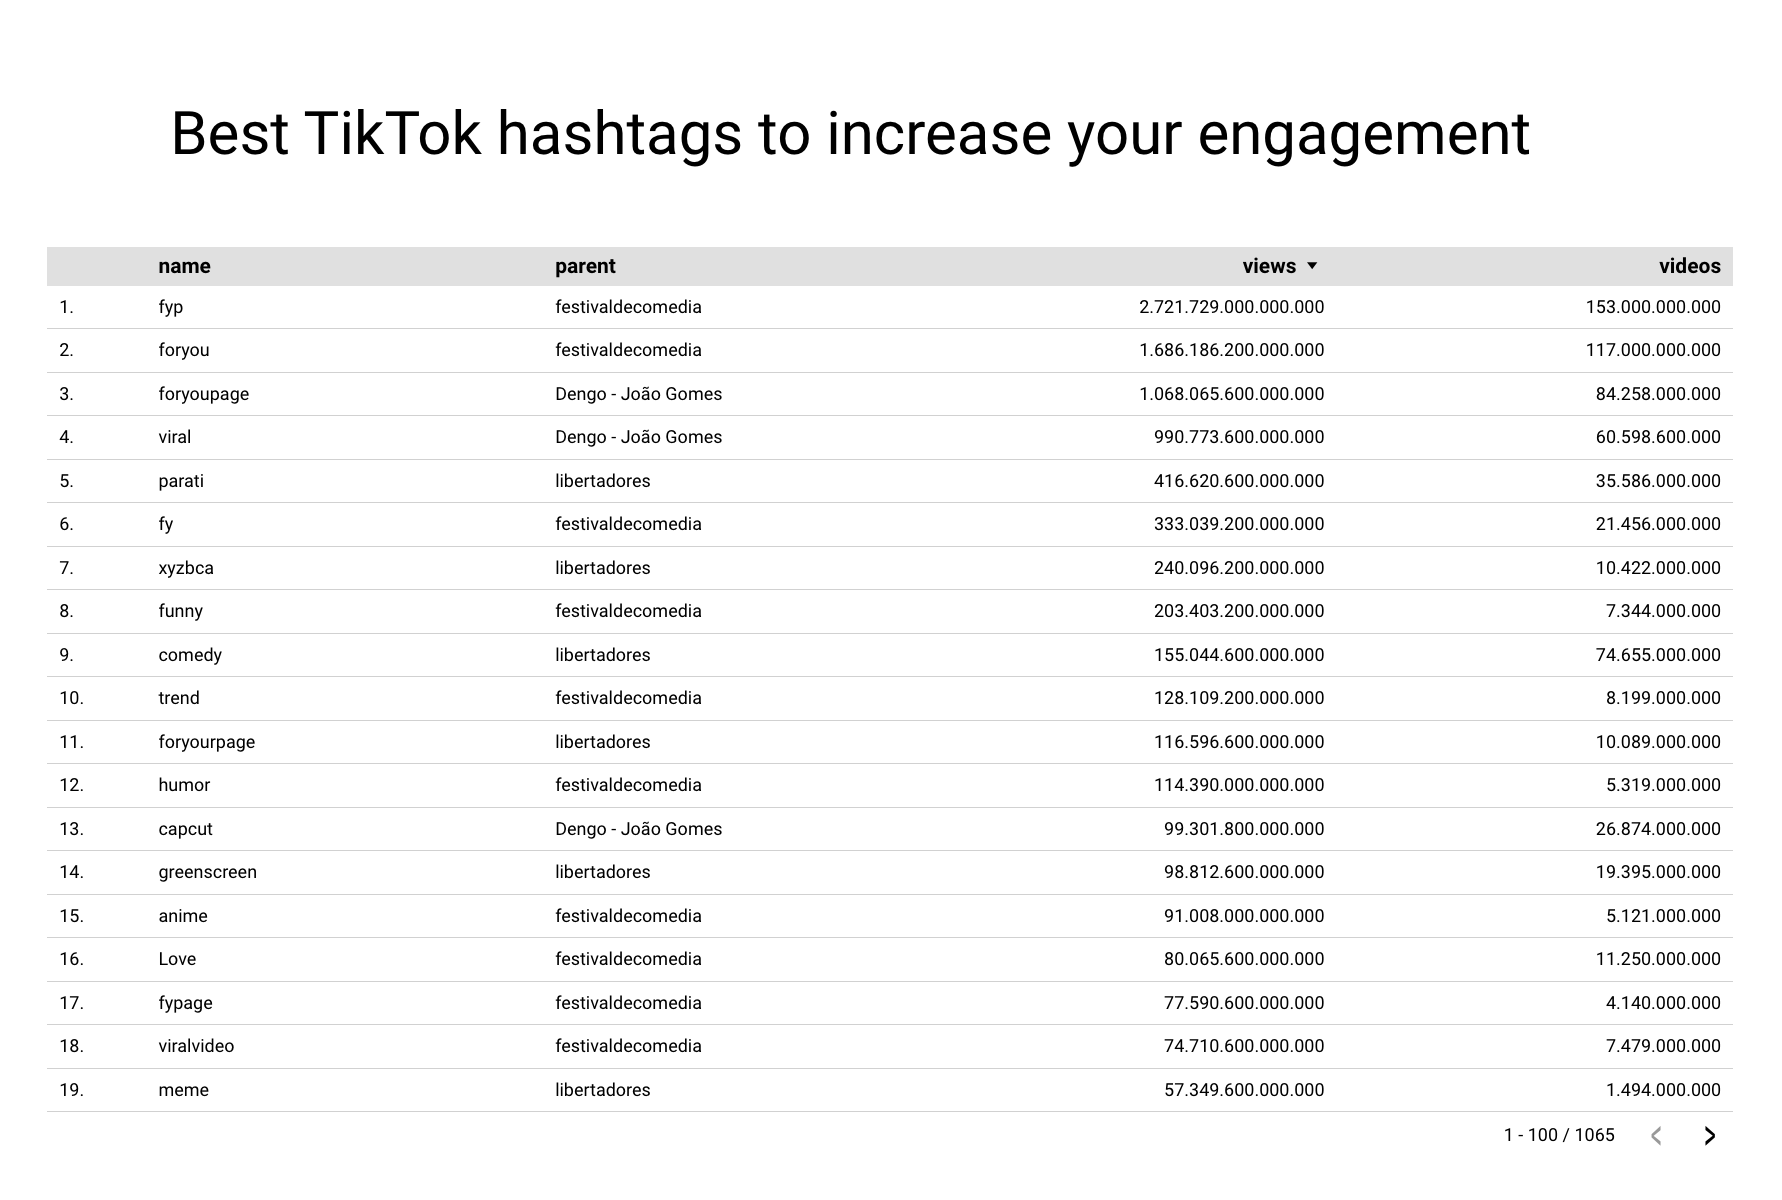 Best TikTok hashtags to increase your engagement
name parent views videos
1. fyp festivaldecomedia 2.721.729.000.000.000 153.000.000.000
2. foryou festivaldecomedia 1.686.186.200.000.000 117.000.000.000
3. foryoupage Dengo - João Gomes 1.068.065.600.000.000 84.258.000.000
4. viral Dengo - João Gomes 990.773.600.000.000 60.598.600.000
5. parati libertadores 416.620.600.000.000 35.586.000.000
6. fy festivaldecomedia 333.039.200.000.000 21.456.000.000
7. xyzbca libertadores 240.096.200.000.000 10.422.000.000
8. funny festivaldecomedia 203.403.200.000.000 7.344.000.000
9. comedy libertadores 155.044.600.000.000 74.655.000.000
10. trend festivaldecomedia 128.109.200.000.000 8.199.000.000
11. foryourpage libertadores 116.596.600.000.000 10.089.000.000
12. humor festivaldecomedia 114.390.000.000.000 5.319.000.000
13. capcut Dengo - João Gomes 99.301.800.000.000 26.874.000.000
14. greenscreen libertadores 98.812.600.000.000 19.395.000.000
15. anime festivaldecomedia 91.008.000.000.000 5.121.000.000
16. Love festivaldecomedia 80.065.600.000.000 11.250.000.000
17. fypage festivaldecomedia 77.590.600.000.000 4.140.000.000
18. viralvideo festivaldecomedia 74.710.600.000.000 7.479.000.000
19. meme libertadores 57.349.600.000.000 1.494.000.000
1 - 100 / 1065